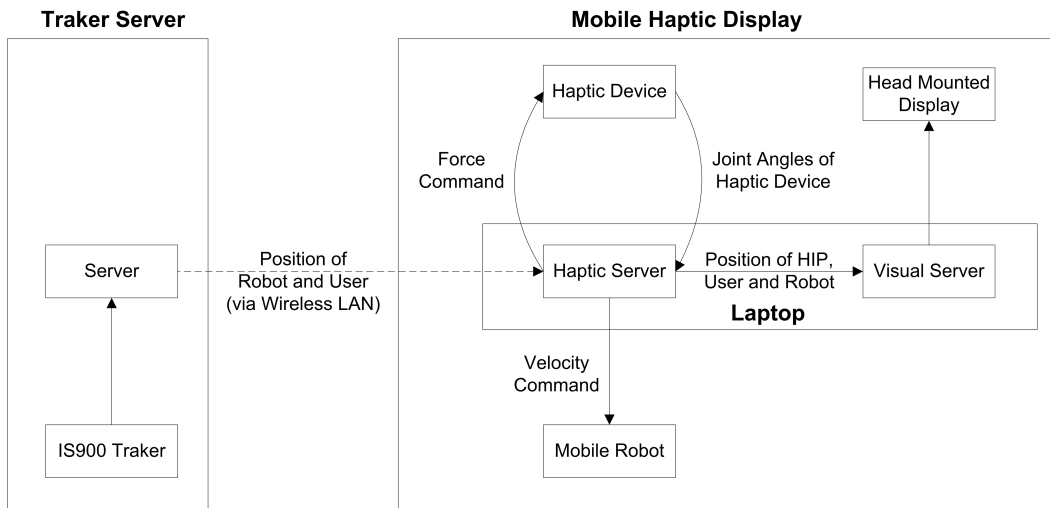 Traker Server
Mobile Haptic Display
Haptic Device
Head Mounted
Display
Force
Command
Joint Angles of
Haptic Device
Server
Position of
Robot and User
(via Wireless LAN)
Haptic Server
Position of HIP,
User and Robot
Visual Server
Laptop
Velocity
Command
IS900 Traker
Mobile Robot